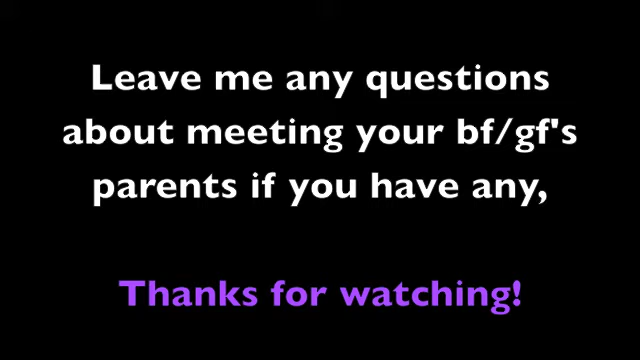 Leave me any questions
about meeting your bf/gf's
parents if you have any,
Thanks for watching!